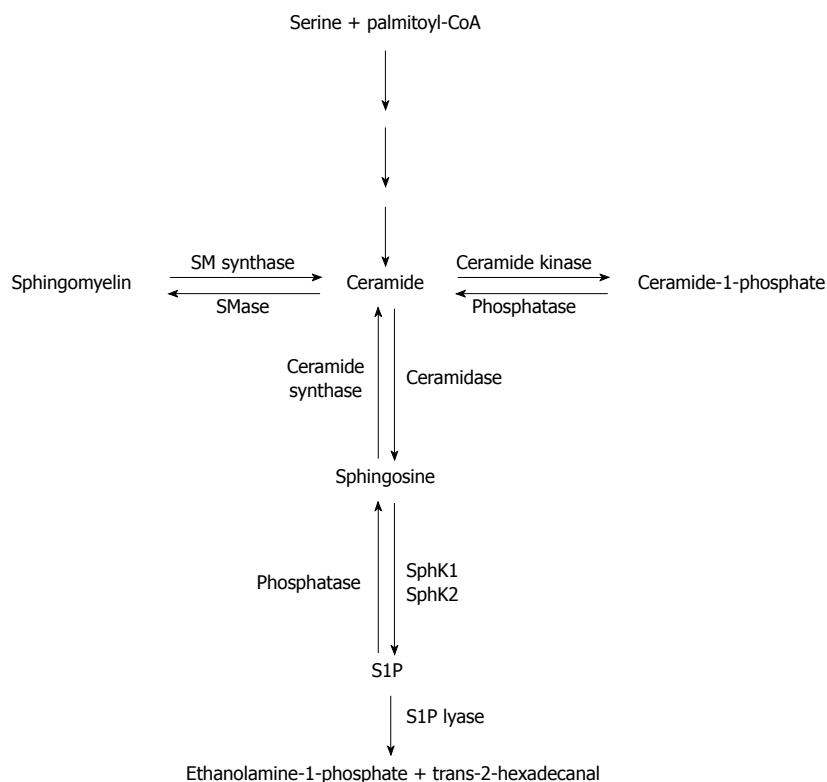 Serine + palmitoyl-CoA
SM synthase
Ceramide kinase
Sphingomyelin
Ceramide
Ceramide-1-phosphate
SMase
Phosphatase
Ceramide
synthase
Ceramidase
Sphingosine
Phosphatase
SphK1
SphK2
S1P
S1P lyase
Ethanolamine-1-phosphate + trans-2-hexadecanal